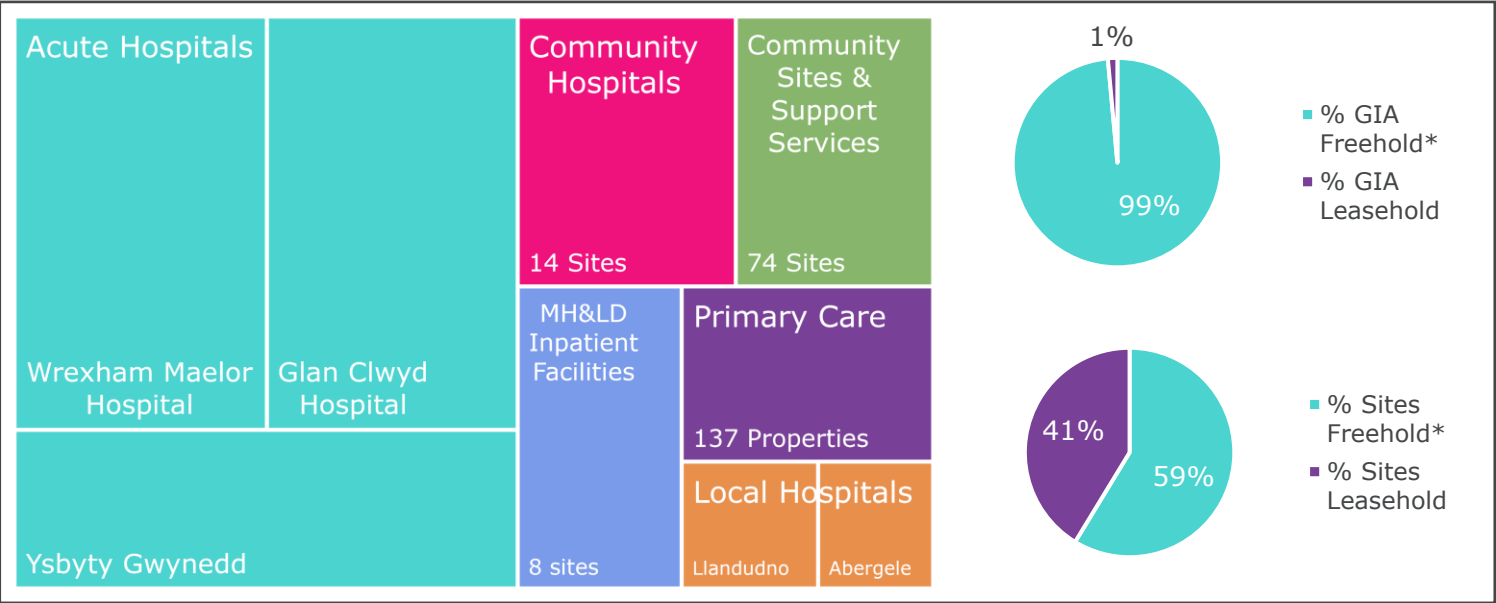 Acute Hospitals
Wrexham Maelor
Hospital
Glan Clwyd
Hospital
Ysbyty Gwynedd
Community
Hospitals
14 Sites
Community
Sites &
Support
Services
74 Sites
MH&LD
Inpatient
Facilities
8 sites
Primary Care
137 Properties
Local Hospitals
Llandudno
Abergele
1%
99%
% GIA
Freehold*
% GIA
Leasehold
41%
59%
% Sites
Freehold*
% Sites
Leasehold